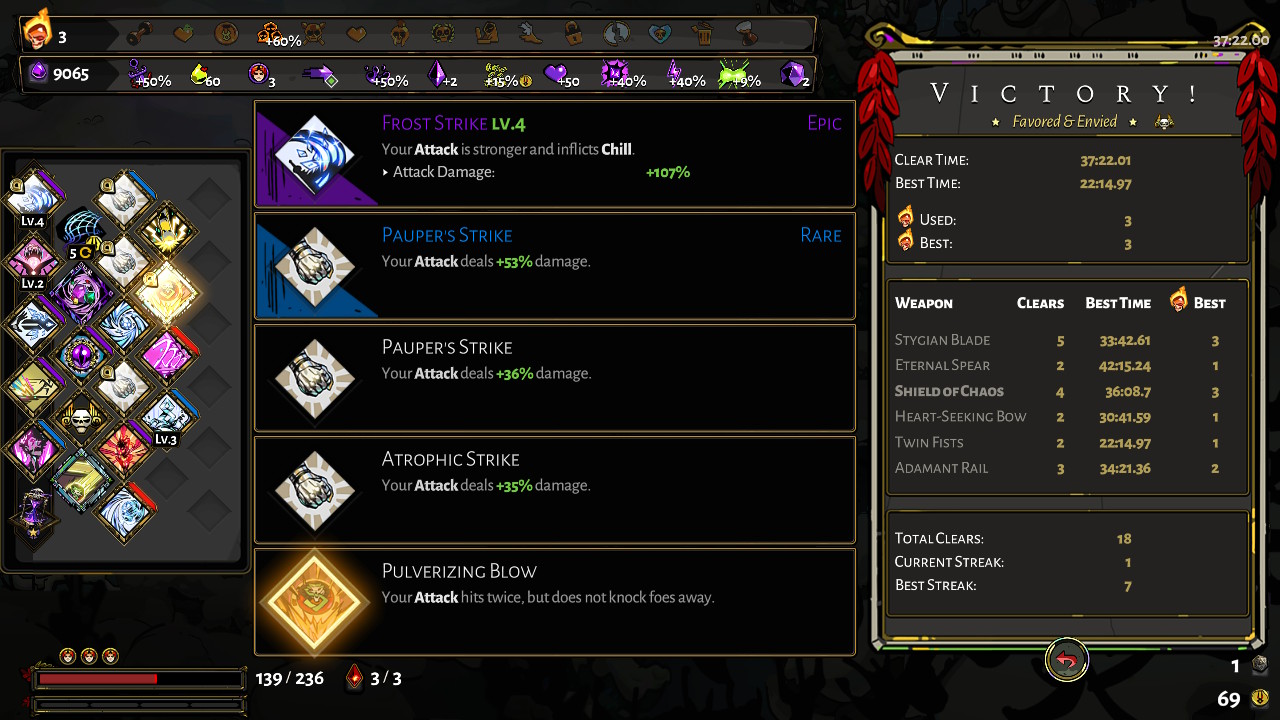 3
+60%
37:22.00
9065
+50%
60
3
+50%
+2
+15%
+50
+40%
+40%
+9%
2
VICTORY!
Favored & Envied
Clear Time: 37:22.01
Best Time: 22:14.97
Used: 3
Best: 3
Weapon Clears Best Time Best
Stygian Blade 5 33:42.61 3
Eternal Spear 2 42:15.24 1
Shield of Chaos 4 36:08.7 3
Heart-Seeking Bow 2 30:41.59 1
Twin Fists 2 22:14.97 1
Adamant Rail 3 34:21.36 2
Total Clears: 18
Current Streak: 1
Best Streak: 7
Lv.4
5
Lv.2
Lv.3
Frost Strike Lv.4 Epic
Your Attack is stronger and inflicts Chill.
Attack Damage: +107%
Pauper's Strike Rare
Your Attack deals +53% damage.
Pauper's Strike
Your Attack deals +36% damage.
Atrophic Strike
Your Attack deals +35% damage.
Pulverizing Blow
Your Attack hits twice, but does not knock foes away.
139 / 236
3 / 3
1
69